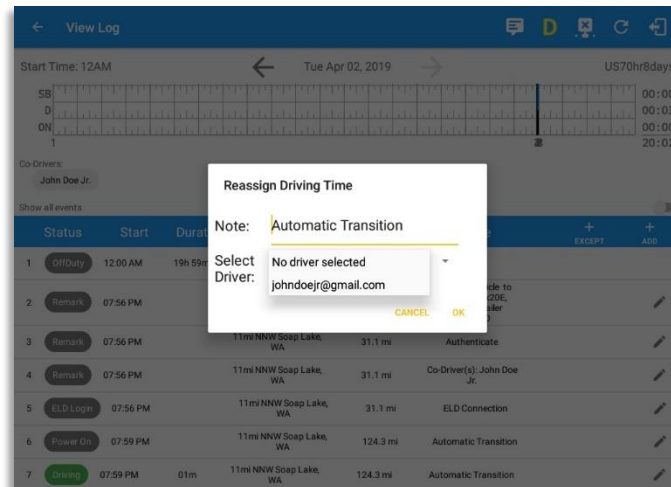 View Log
D
Start Time: 12AM
Tue Apr 02, 2019
US70hr8days
SB
00:00
D
00:01
ON
00:00
1
20:02
Co-Drivers:
John Doe Jr.
Show all events
Reassign Driving Time
Note: Automatic Transition
Select Driver:
No driver selected
johndoejr@gmail.com
CANCEL OK
Status Start Durat
EXCEPT ADD
1 OffDuty 12:00 AM 19h 59m
2 Remark 07:56 PM
3 Remark 07:56 PM 11mi NNW Soap Lake, WA 31.1 mi Authenticate
4 Remark 07:56 PM 11mi NNW Soap Lake, WA 31.1 mi Co-Driver(s): John Doe Jr.
5 ELD Login 07:56 PM 11mi NNW Soap Lake, WA 31.1 mi ELD Connection
6 Power On 07:59 PM 11mi NNW Soap Lake, WA 124.3 mi Automatic Transition
7 Driving 07:59 PM 01m 11mi NNW Soap Lake, WA 124.3 mi Automatic Transition